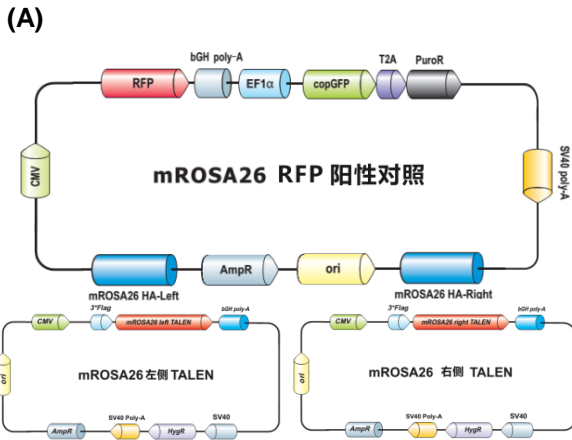 (A)
bGH poly-A
T2A
PuroR
RFP
EF1α
copGFP
CMV
mROSA26 RFP 阳性对照
SV40 poly-A
AmpR
ori
mROSA26 HA-Left
mROSA26 HA-Right
CMV
3*Flag
mROSA26 left TALEN
bGH poly-A
ori
mROSA26 左侧 TALEN
AmpR
SV40 Poly-A
HygR
SV40
CMV
3*Flag
mROSA26 right TALEN
bGH poly-A
ori
mROSA26 右侧 TALEN
AmpR
SV40 Poly-A
HygR
SV40